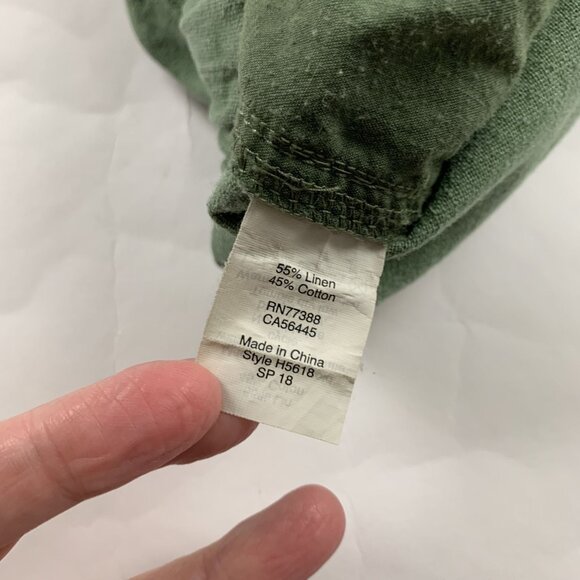 55% Linen
45% Cotton
RN77388
CA56445
Made in China
Style H5618
SP 18